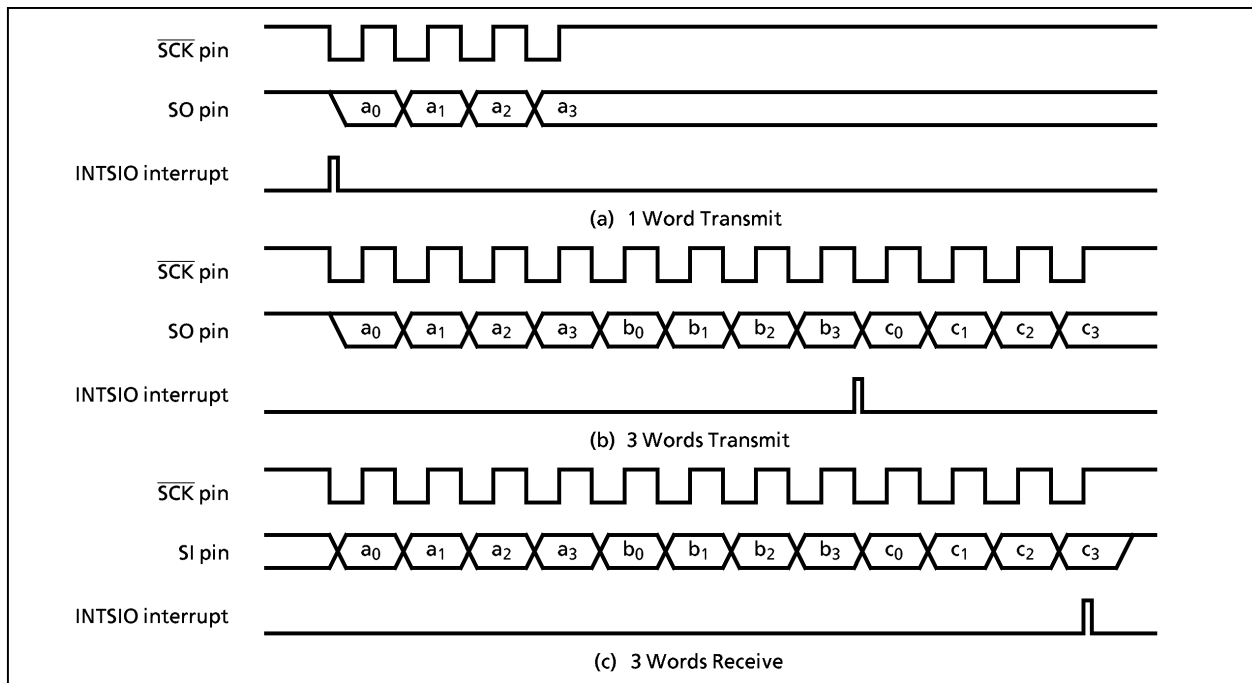 SCK pin
SO pin
a0 a1 a2 a3
INTSIO interrupt
(a) 1 Word Transmit
SCK pin
SO pin
a0 a1 a2 a3 b0 b1 b2 b3 c0 c1 c2 c3
INTSIO interrupt
(b) 3 Words Transmit
SCK pin
SI pin
a0 a1 a2 a3 b0 b1 b2 b3 c0 c1 c2 c3
INTSIO interrupt
(c) 3 Words Receive